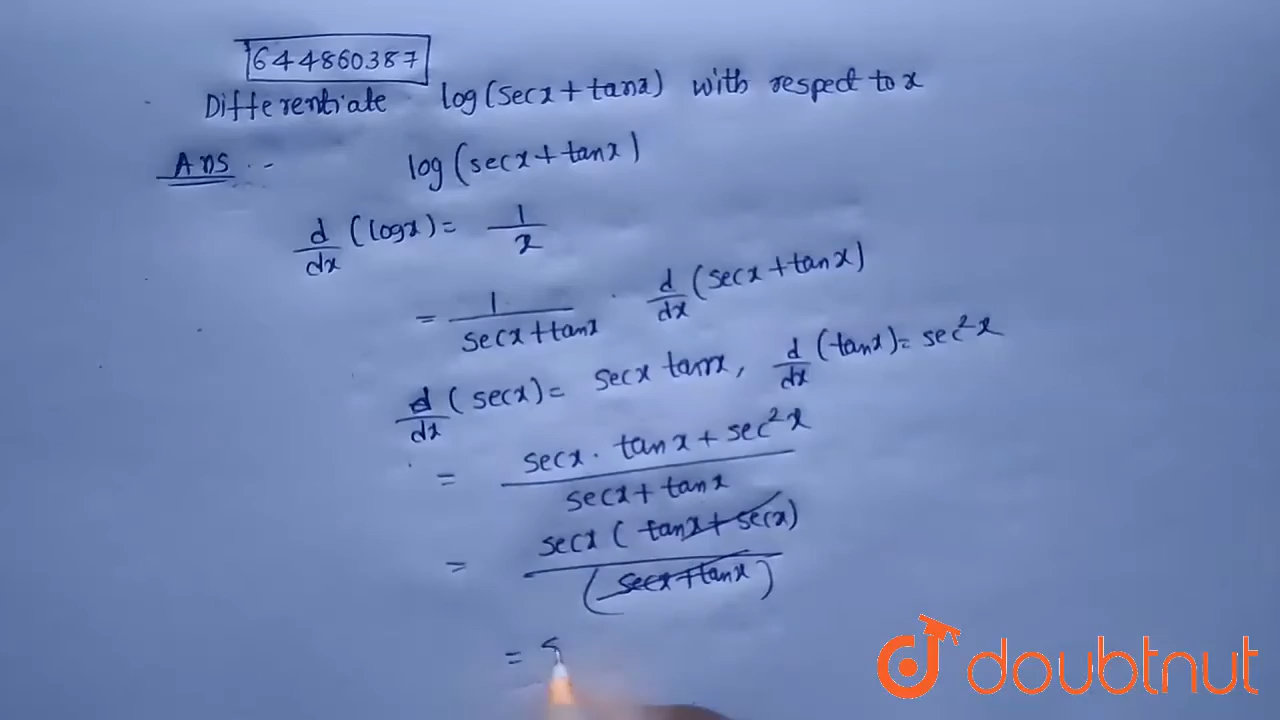 644860387
Differentiate log(secx+tanx) with respect to x
Ans :- log(secx+tanx)
d/dx (logx) = 1/x
= 1/(secx+tanx) . d/dx (secx+tanx)
d/dx (secx) = secx tanx, d/dx (tanx) = sec²x
= (secx . tanx + sec²x)/(secx + tanx)
= secx (tanx + secx)/(secx+tanx)
= s
doubtnut